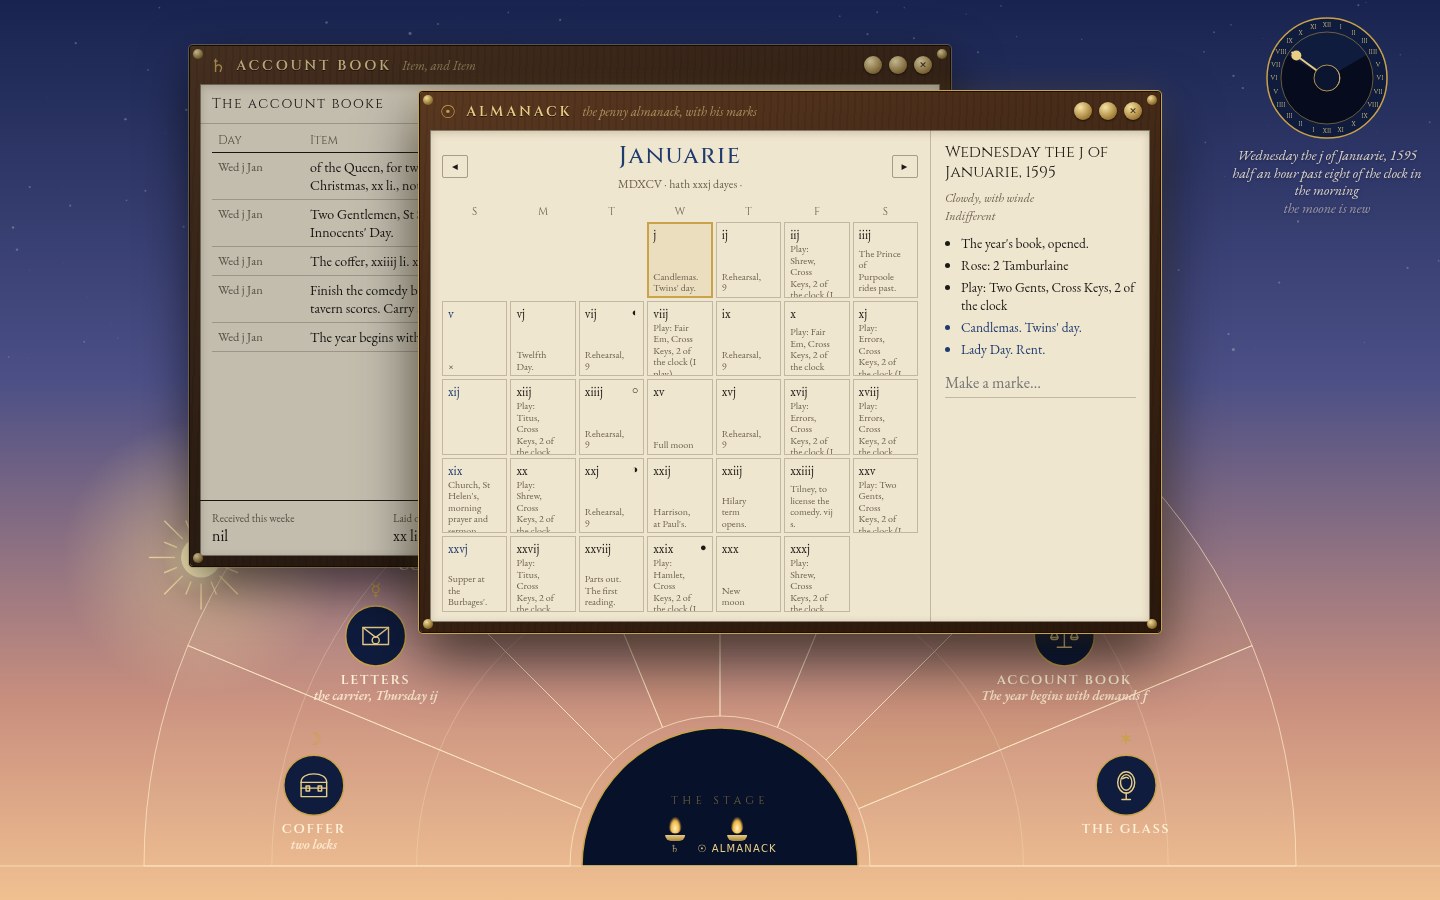 ♄ ACCOUNT BOOK Item, and Item ×
THE ACCOUNT BOOKE
DAY ITEM
Wed j Jan of the Queen, for tw
Christmas, xx li., no
Wed j Jan Two Gentlemen, St
Innocents' Day.
Wed j Jan The coffer, xxiiij li. x
Wed j Jan Finish the comedy b
tavern scores. Carry
Wed j Jan The year begins with
Received this weeke Laid
nil xx li
☉ ALMANACK the penny almanack, with his marks ×
◄ JANUARIE ►
MDXCV · hath xxxj dayes ·
S M T W T F S
j
Candlemas.
Twins' day.
ij
Rehearsal,
9
iij
Play:
Shrew,
Cross
Keys, 2 of
the clock (I
iiij
The Prince
of
Purpoole
rides past.
v
×
vj
Twelfth
Day.
vij
Rehearsal,
9
viij
Play: Fair
Em, Cross
Keys, 2 of
the clock (I
play)
ix
Rehearsal,
9
x
Play: Fair
Em, Cross
Keys, 2 of
the clock
xj
Play:
Errors,
Cross
Keys, 2 of
the clock (I
xij
xiij
Play:
Titus,
Cross
Keys, 2 of
the clock
xiiij
Rehearsal,
9
xv
Full moon
xvj
Rehearsal,
9
xvij
Play:
Errors,
Cross
Keys, 2 of
the clock (I
xviij
Play:
Errors,
Cross
Keys, 2 of
the clock (I
xix
Church, St
Helen's,
morning
prayer and
sermon
xx
Play:
Shrew,
Cross
Keys, 2 of
the clock
xxj
Rehearsal,
9
xxij
Harrison,
at Paul's.
xxiij
Hilary
term
opens.
xxiiij
Tilney, to
license the
comedy. vij
s.
xxv
Play: Two
Gents,
Cross
Keys, 2 of
the clock (I
xxvj
Supper at
the
Burbages'.
xxvij
Play:
Titus,
Cross
Keys, 2 of
the clock
xxviij
Parts out.
The first
reading.
xxix
Play:
Hamlet,
Cross
Keys, 2 of
the clock (I
xxx
New
moon
xxxj
Play:
Shrew,
Cross
Keys, 2 of
the clock
WEDNESDAY THE J OF
JANUARIE, 1595
Clowdy, with winde
Indifferent
• The year's book, opened.
• Rose: 2 Tamburlaine
• Play: Two Gents, Cross Keys, 2 of
the clock
• Candlemas. Twins' day.
• Lady Day. Rent.
Make a marke...
Wednesday the j of Januarie, 1595
half an hour past eight of the clock in
the morning
the moone is new
LETTERS
the carrier, Thursday ij
COFFER
two locks
ACCOUNT BOOK
The year begins with demands f
THE GLASS
THE STAGE
♄ ☉ ALMANACK